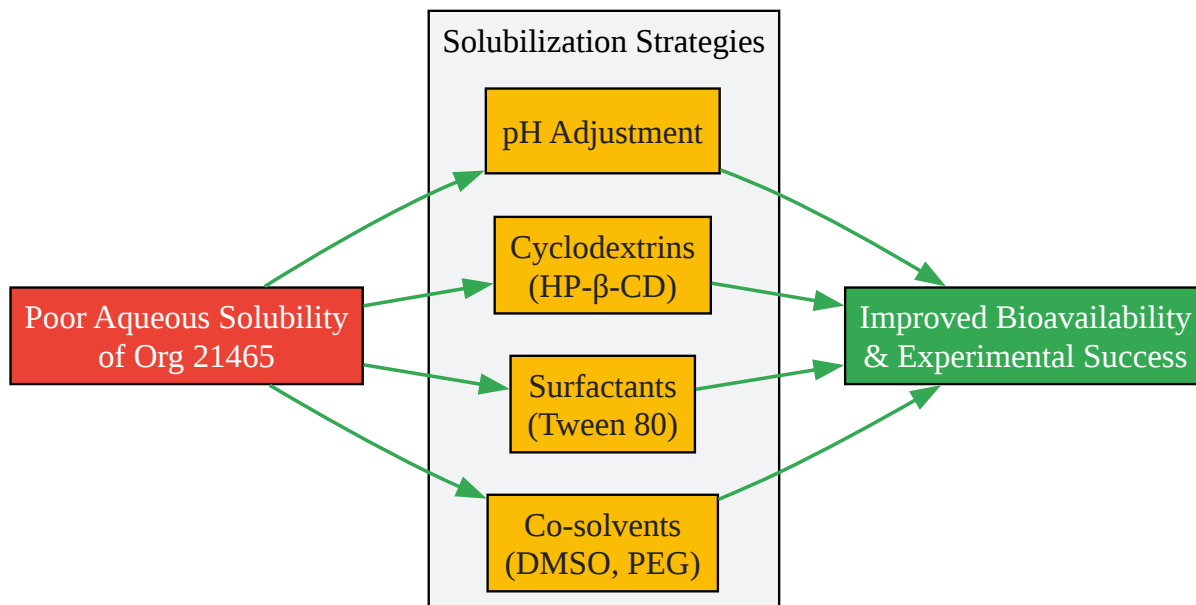 Solubilization Strategies
pH Adjustment
Cyclodextrins
(HP-β-CD)
Poor Aqueous Solubility
of Org 21465
Improved Bioavailability
& Experimental Success
Surfactants
(Tween 80)
Co-solvents
(DMSO, PEG)